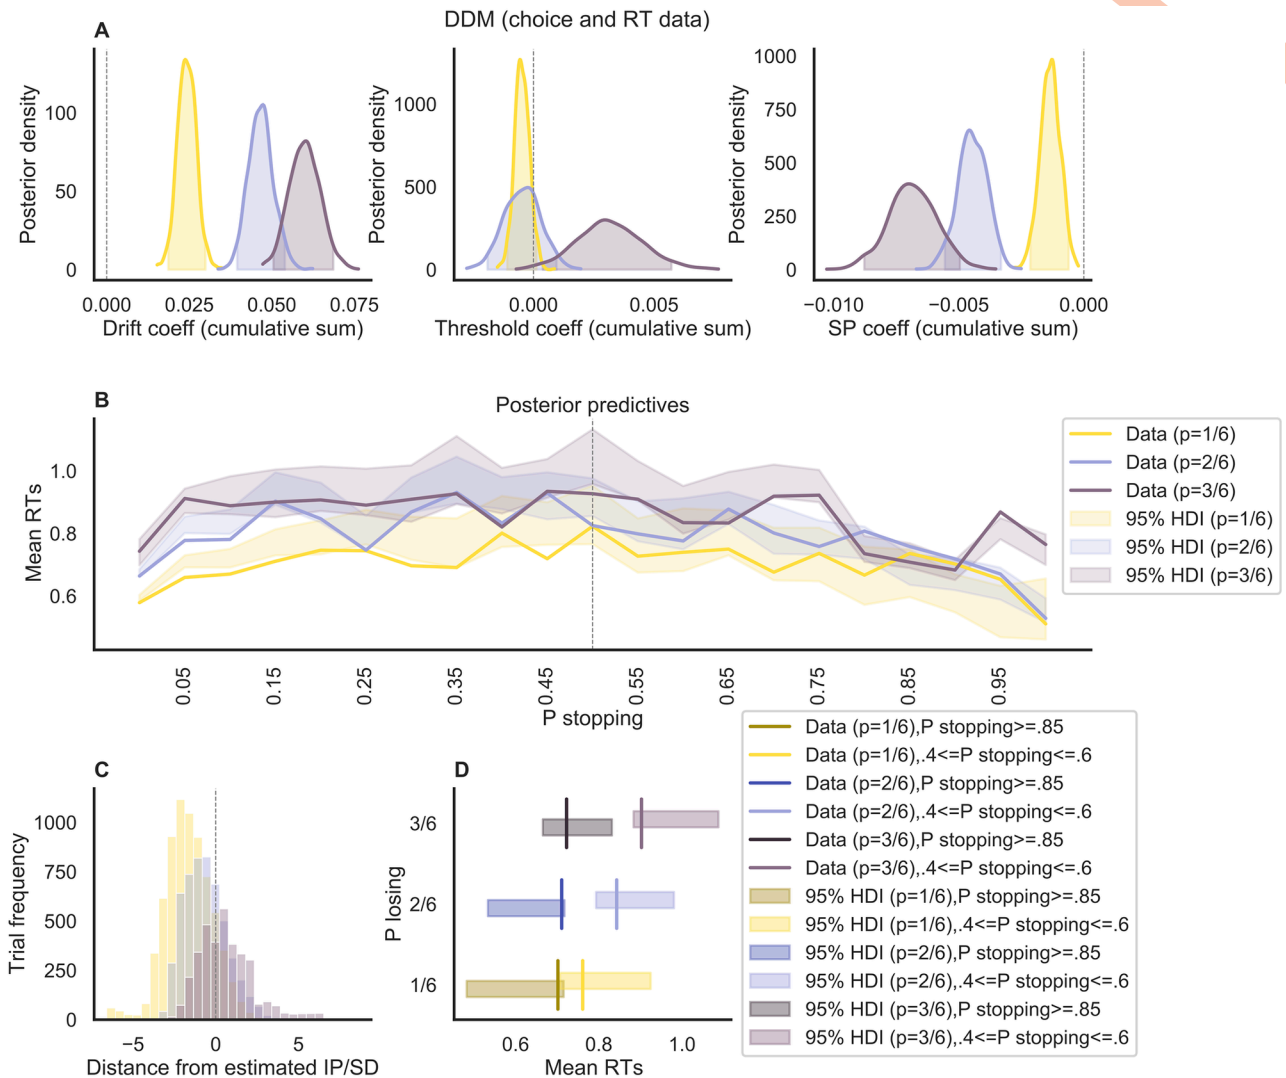 DDM (choice and RT data)
A
Posterior density
100
50
0
0.000 0.025 0.050 0.075
Drift coeff (cumulative sum)
Posterior density
1000
500
0
0.000 0.005
Threshold coeff (cumulative sum)
Posterior density
1000
750
500
250
0
−0.010 −0.005 0.000
SP coeff (cumulative sum)
B
Posterior predictives
Mean RTs
1.0
0.8
0.6
0.05 0.15 0.25 0.35 0.45 0.55 0.65 0.75 0.85 0.95
P stopping
Data (p=1/6)
Data (p=2/6)
Data (p=3/6)
95% HDI (p=1/6)
95% HDI (p=2/6)
95% HDI (p=3/6)
C
Trial frequency
1000
750
500
250
0
−5 0 5
Distance from estimated IP/SD
D
P losing
3/6
2/6
1/6
0.6 0.8 1.0
Mean RTs
Data (p=1/6),P stopping>=.85
Data (p=1/6),.4<=P stopping<=.6
Data (p=2/6),P stopping>=.85
Data (p=2/6),.4<=P stopping<=.6
Data (p=3/6),P stopping>=.85
Data (p=3/6),.4<=P stopping<=.6
95% HDI (p=1/6),P stopping>=.85
95% HDI (p=1/6),.4<=P stopping<=.6
95% HDI (p=2/6),P stopping>=.85
95% HDI (p=2/6),.4<=P stopping<=.6
95% HDI (p=3/6),P stopping>=.85
95% HDI (p=3/6),.4<=P stopping<=.6